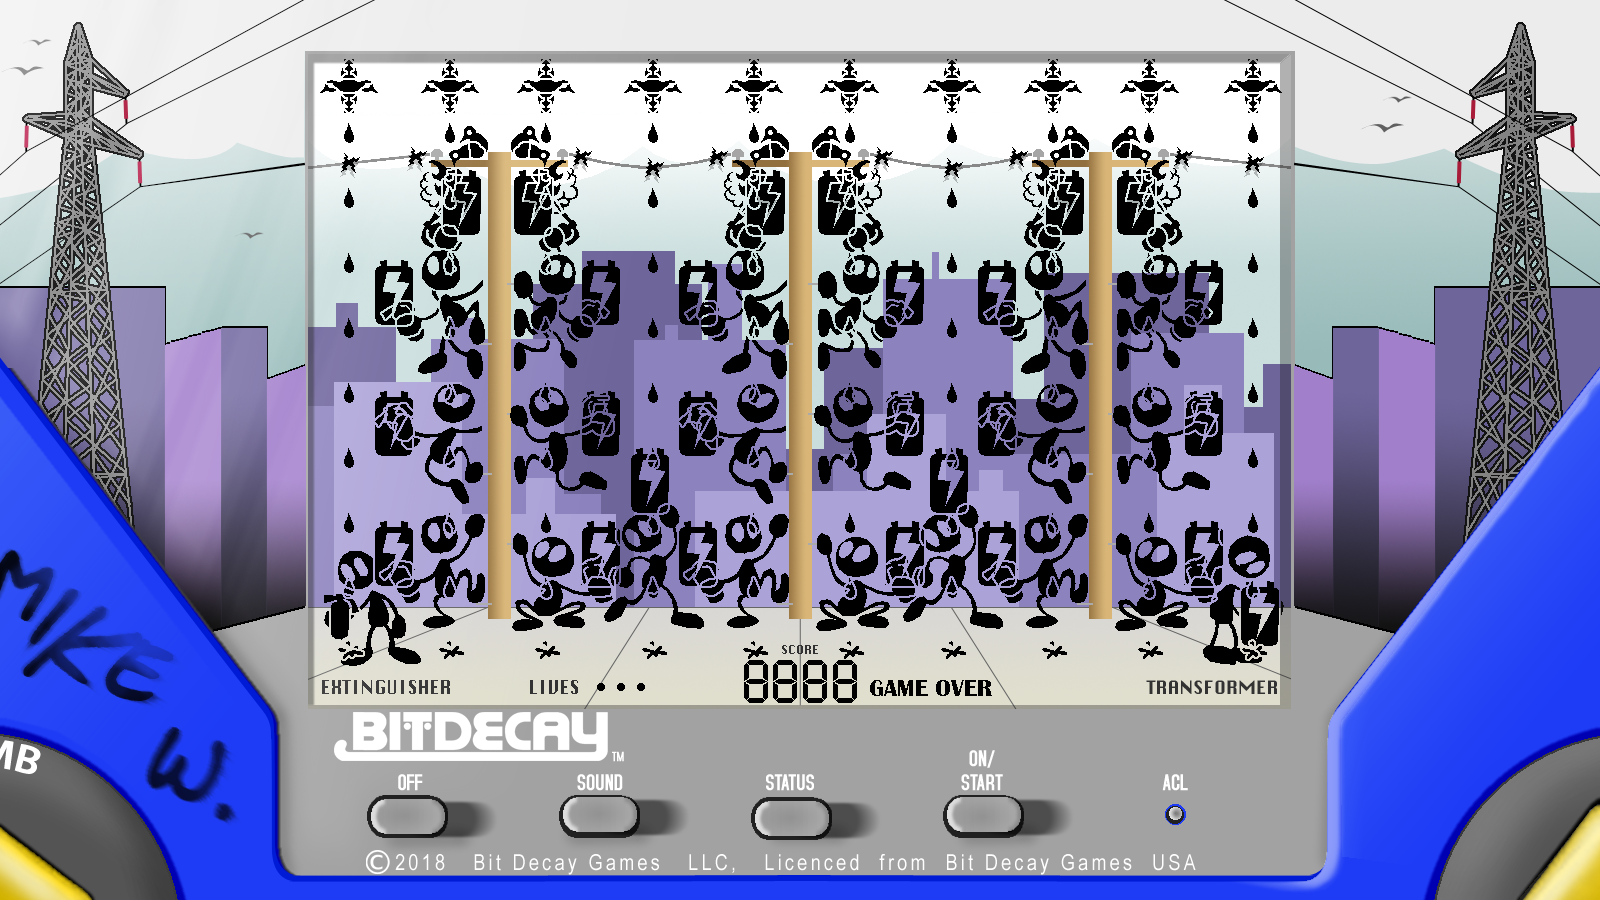 SCORE
8888
EXTINGUISHER LIVES GAME OVER TRANSFORMER
MIKE W.
MB
BITDECAY TM
OFF SOUND STATUS ON/START ACL
©2018 Bit Decay Games LLC, Licenced from Bit Decay Games USA